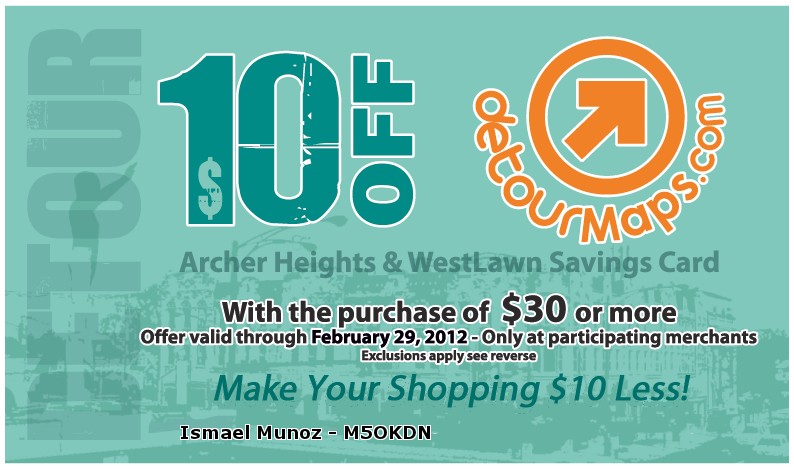 DE-TOUR
$10 OFF
detourMaps.com
Archer Heights & WestLawn Savings Card
With the purchase of $30 or more
Offer valid through February 29, 2012 - Only at participating merchants
Exclusions apply see reverse
Make Your Shopping $10 Less!
Ismael Munoz - M5OKDN